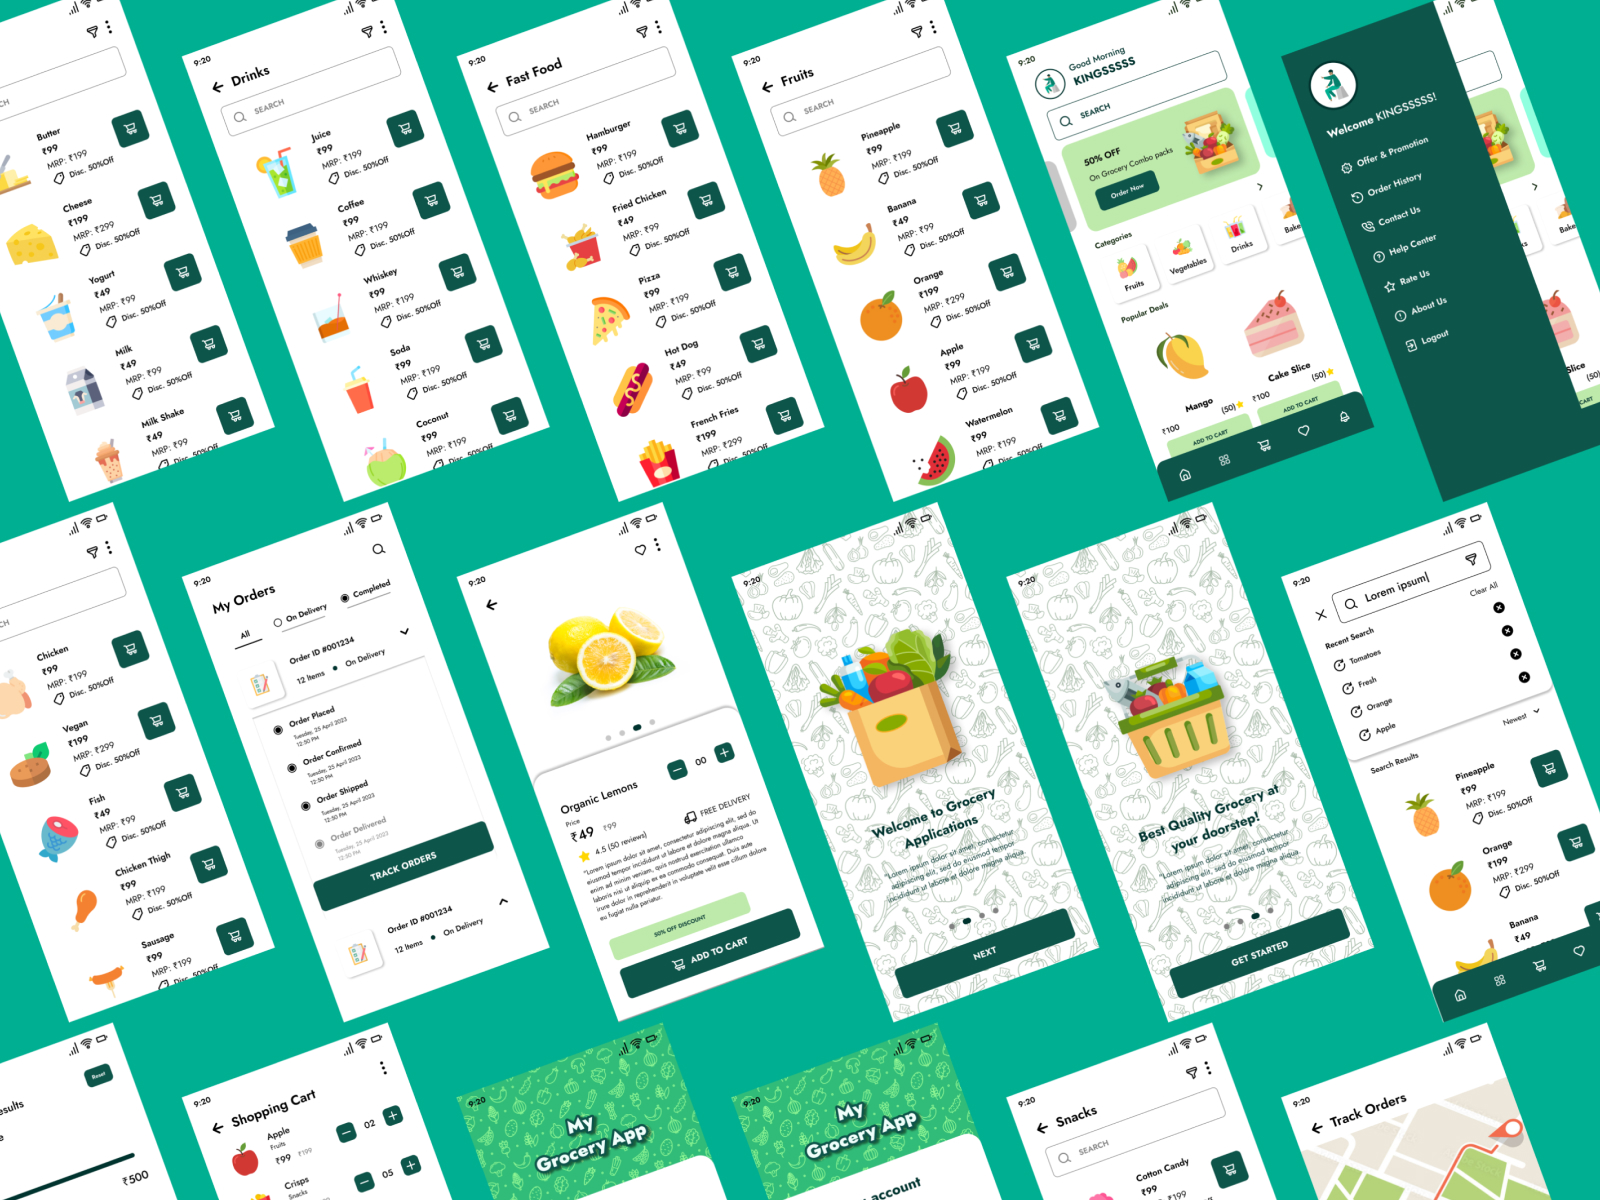 CH
Butter
₹99
MRP: ₹199
Disc. 50%Off
Cheese
₹199
MRP: ₹299
Disc. 50%Off
Yogurt
₹49
MRP: ₹99
Disc. 50%Off
Milk
₹49
MRP: ₹99
Disc. 50%Off
Milk Shake
₹49
MRP: ₹99
Disc. 50%Off
9:20
Drinks
SEARCH
Juice
₹99
MRP: ₹199
Disc. 50%Off
Coffee
₹99
MRP: ₹199
Disc. 50%Off
Whiskey
₹99
MRP: ₹199
Disc. 50%Off
Soda
₹99
MRP: ₹199
Disc. 50%Off
Coconut
₹99
MRP: ₹199
Disc. 50%Off
9:20
Fast Food
SEARCH
Hamburger
₹99
MRP: ₹199
Disc. 50%Off
Fried Chicken
₹49
MRP: ₹99
Disc. 50%Off
Pizza
₹99
MRP: ₹199
Disc. 50%Off
Hot Dog
₹49
MRP: ₹99
Disc. 50%Off
French Fries
₹199
MRP: ₹299
Disc. 50%Off
9:20
Fruits
SEARCH
Pineapple
₹99
MRP: ₹199
Disc. 50%Off
Banana
₹49
MRP: ₹99
Disc. 50%Off
Orange
₹199
MRP: ₹299
Disc. 50%Off
Apple
₹99
MRP: ₹199
Disc. 50%Off
Watermelon
₹99
MRP: ₹199
Disc. 50%Off
9:20
Good Morning
KINGSSSSS
SEARCH
50% OFF
On Grocery Combo packs
Order Now
Categories
Fruits
Vegetables
Drinks
Bake
Popular Deals
Mango
(50)
₹100
ADD TO CART
Cake Slice
(50)
₹100
ADD TO CART
Welcome KINGSSSSS!
Offer & Promotion
Order History
Contact Us
Help Center
Rate Us
About Us
Logout
ks
Bake
Slice
(50)
CART
CH
Chicken
₹99
MRP: ₹199
Disc. 50%Off
Vegan
₹199
MRP: ₹299
Disc. 50%Off
Fish
₹49
MRP: ₹99
Disc. 50%Off
Chicken Thigh
₹99
MRP: ₹199
Disc. 50%Off
Sausage
₹99
MRP: ₹199
Disc. 50%Off
9:20
My Orders
All
On Delivery
Completed
Order ID #001234
12 Items • On Delivery
Order Placed
Tuesday, 25 April 2023
12:30 PM
Order Confirmed
Tuesday, 25 April 2023
12:30 PM
Order Shipped
Tuesday, 25 April 2023
12:30 PM
Order Delivered
Tuesday, 25 April 2023
12:30 PM
TRACK ORDERS
Order ID #001234
12 Items • On Delivery
9:20
Organic Lemons
00
Price
₹49 ₹99
FREE DELIVERY
4.5 (50 reviews)
"Lorem ipsum dolor sit amet, consectetur adipiscing elit, sed do
eiusmod tempor incididunt ut labore et dolore magna aliqua. Ut
enim ad minim veniam, quis nostrud exercitation ullamco
laboris nisi ut aliquip ex ea commodo consequat. Duis aute
irure dolor in reprehenderit in voluptate velit esse cillum dolore
eu fugiat nulla pariatur.
50% OFF DISCOUNT
ADD TO CART
9:20
Welcome to Grocery
Applications
"Lorem ipsum dolor sit amet, consectetur
adipiscing elit, sed do eiusmod tempor
incididunt ut labore et dolore magna aliqua.
NEXT
9:20
Best Quality Grocery at
your doorstep!
"Lorem ipsum dolor sit amet, consectetur
adipiscing elit, sed do eiusmod tempor
incididunt ut labore et dolore magna aliqua.
GET STARTED
9:20
Lorem ipsum|
Clear All
Recent Search
Tomatoes
Fresh
Orange
Apple
Newest
Search Results
Pineapple
₹99
MRP: ₹199
Disc. 50%Off
Orange
₹199
MRP: ₹299
Disc. 50%Off
Banana
₹49
Reset
esults
e
₹500
9:20
Shopping Cart
Apple
Fruits
₹99 ₹199
02
Crisps
Snacks
05
9:20
My
Grocery App
9:20
My
Grocery App
account
9:20
Snacks
SEARCH
Cotton Candy
₹99
MRP: ₹199
9:20
Track Orders